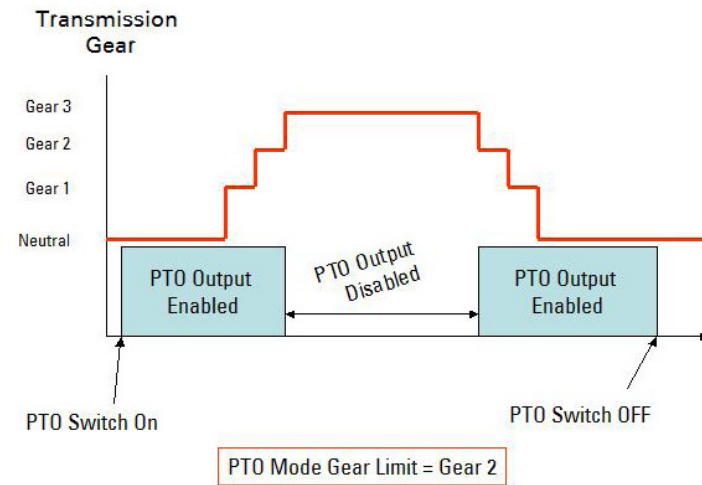 Transmission
Gear
Gear 3
Gear 2
Gear 1
Neutral
PTO Output
Enabled
PTO Output
Disabled
PTO Output
Enabled
PTO Switch On
PTO Switch OFF
PTO Mode Gear Limit = Gear 2